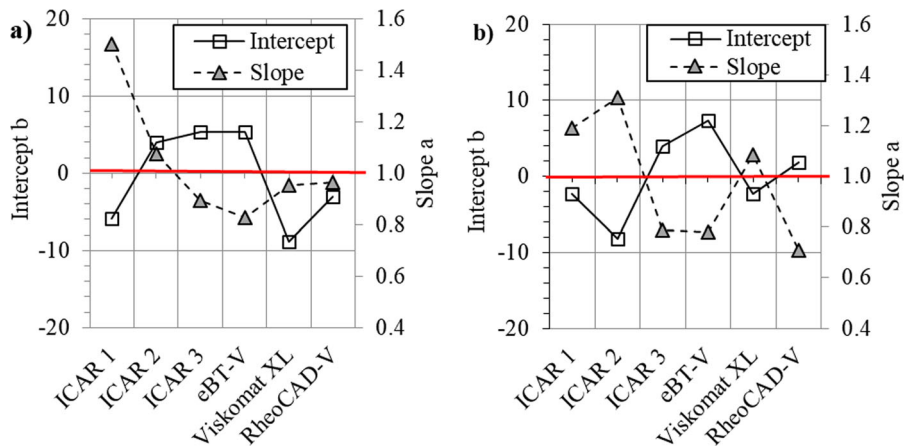 a)
Intercept
Slope
Intercept b
20
10
0
-10
-20
Slope a
1.6
1.4
1.2
1.0
0.8
0.6
0.4
ICAR 1
ICAR 2
ICAR 3
eBT-V
Viskomat XL
RheoCAD-V
b)
Intercept
Slope
Intercept b
20
10
0
-10
-20
Slope a
1.6
1.4
1.2
1.0
0.8
0.6
0.4
ICAR 1
ICAR 2
ICAR 3
eBT-V
Viskomat XL
RheoCAD-V